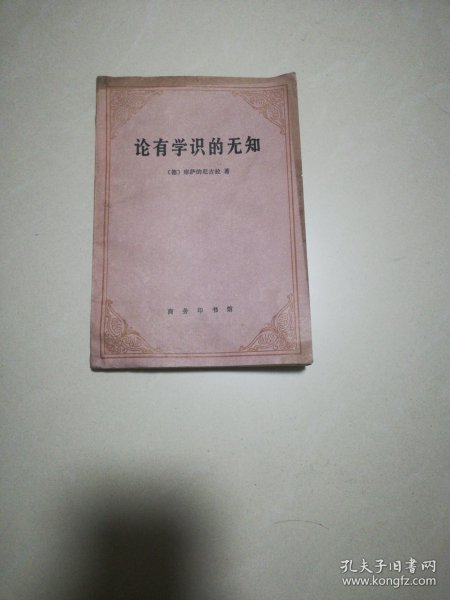 论有学识的无知
〔德〕库萨的尼古拉 著
商务印书馆
孔夫子旧书网
www.kongfz.com